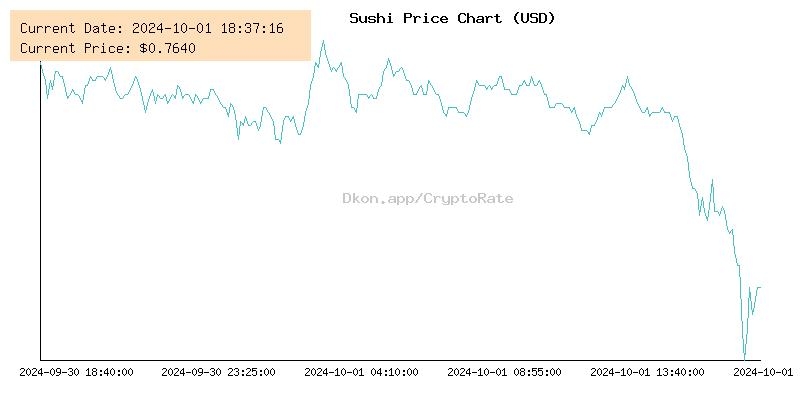 Sushi Price Chart (USD)
Current Date: 2024-10-01 18:37:16
Current Price: $0.7640
Dkon.app/CryptoRate
2024-09-30 18:40:00 2024-09-30 23:25:00 2024-10-01 04:10:00 2024-10-01 08:55:00 2024-10-01 13:40:00 2024-10-01